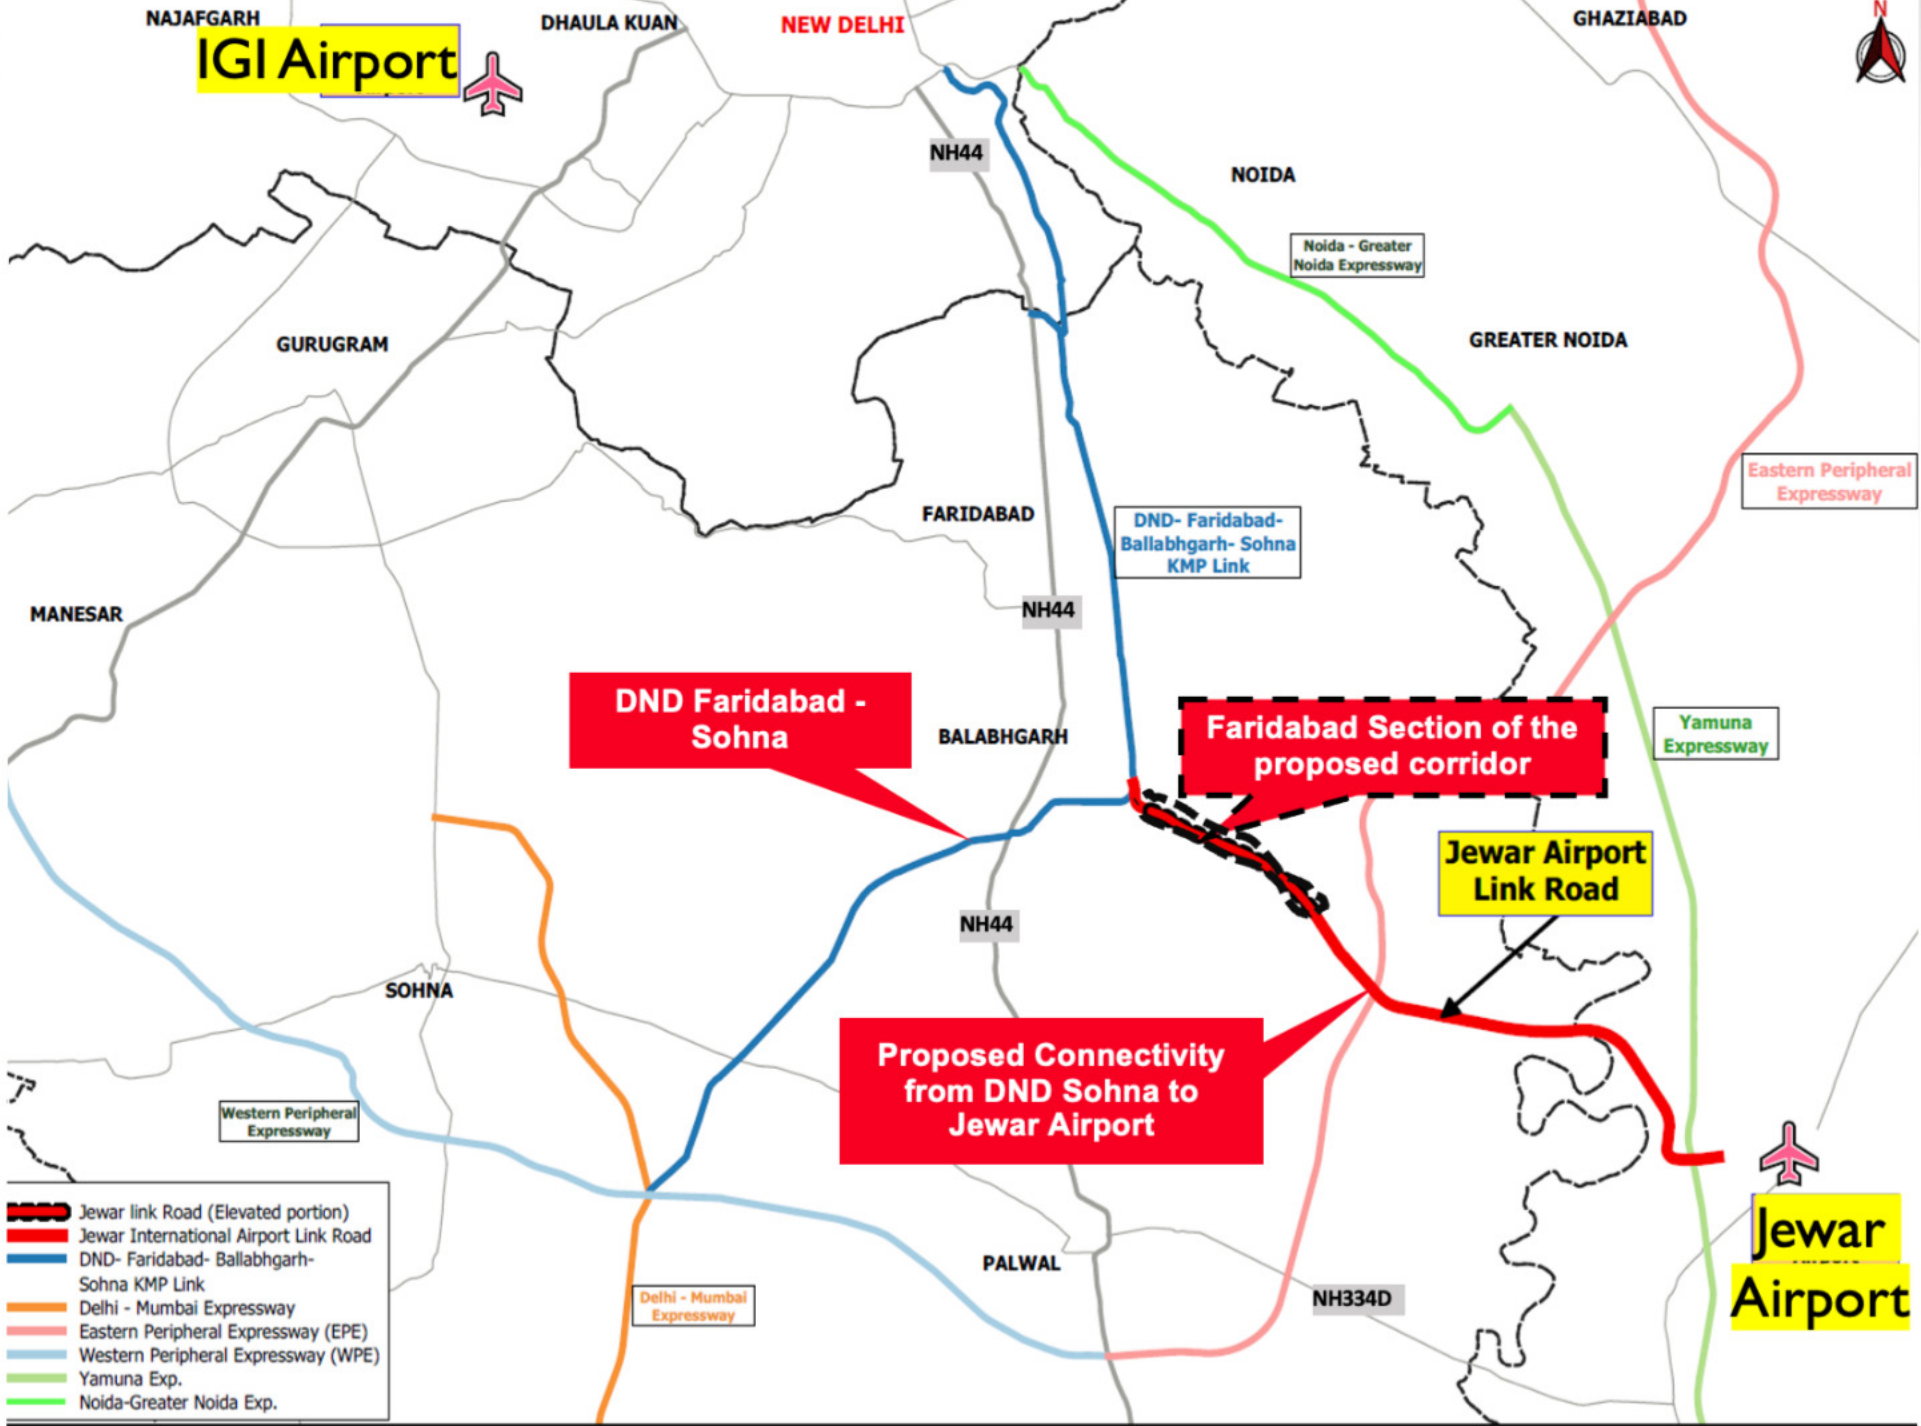 NAJAFGARH
DHAULA KUAN
NEW DELHI
GHAZIABAD
N
IGI Airport
NH44
NOIDA
Noida - Greater
Noida Expressway
GURUGRAM
GREATER NOIDA
Eastern Peripheral
Expressway
FARIDABAD
DND- Faridabad-
Ballabhgarh- Sohna
KMP Link
MANESAR
NH44
DND Faridabad -
Sohna
BALABHGARH
Faridabad Section of the
proposed corridor
Yamuna
Expressway
Jewar Airport
Link Road
NH44
SOHNA
Proposed Connectivity
from DND Sohna to
Jewar Airport
Western Peripheral
Expressway
Jewar
Airport
PALWAL
NH334D
Delhi - Mumbai
Expressway
Jewar link Road (Elevated portion)
Jewar International Airport Link Road
DND- Faridabad- Ballabhgarh-
Sohna KMP Link
Delhi - Mumbai Expressway
Eastern Peripheral Expressway (EPE)
Western Peripheral Expressway (WPE)
Yamuna Exp.
Noida-Greater Noida Exp.